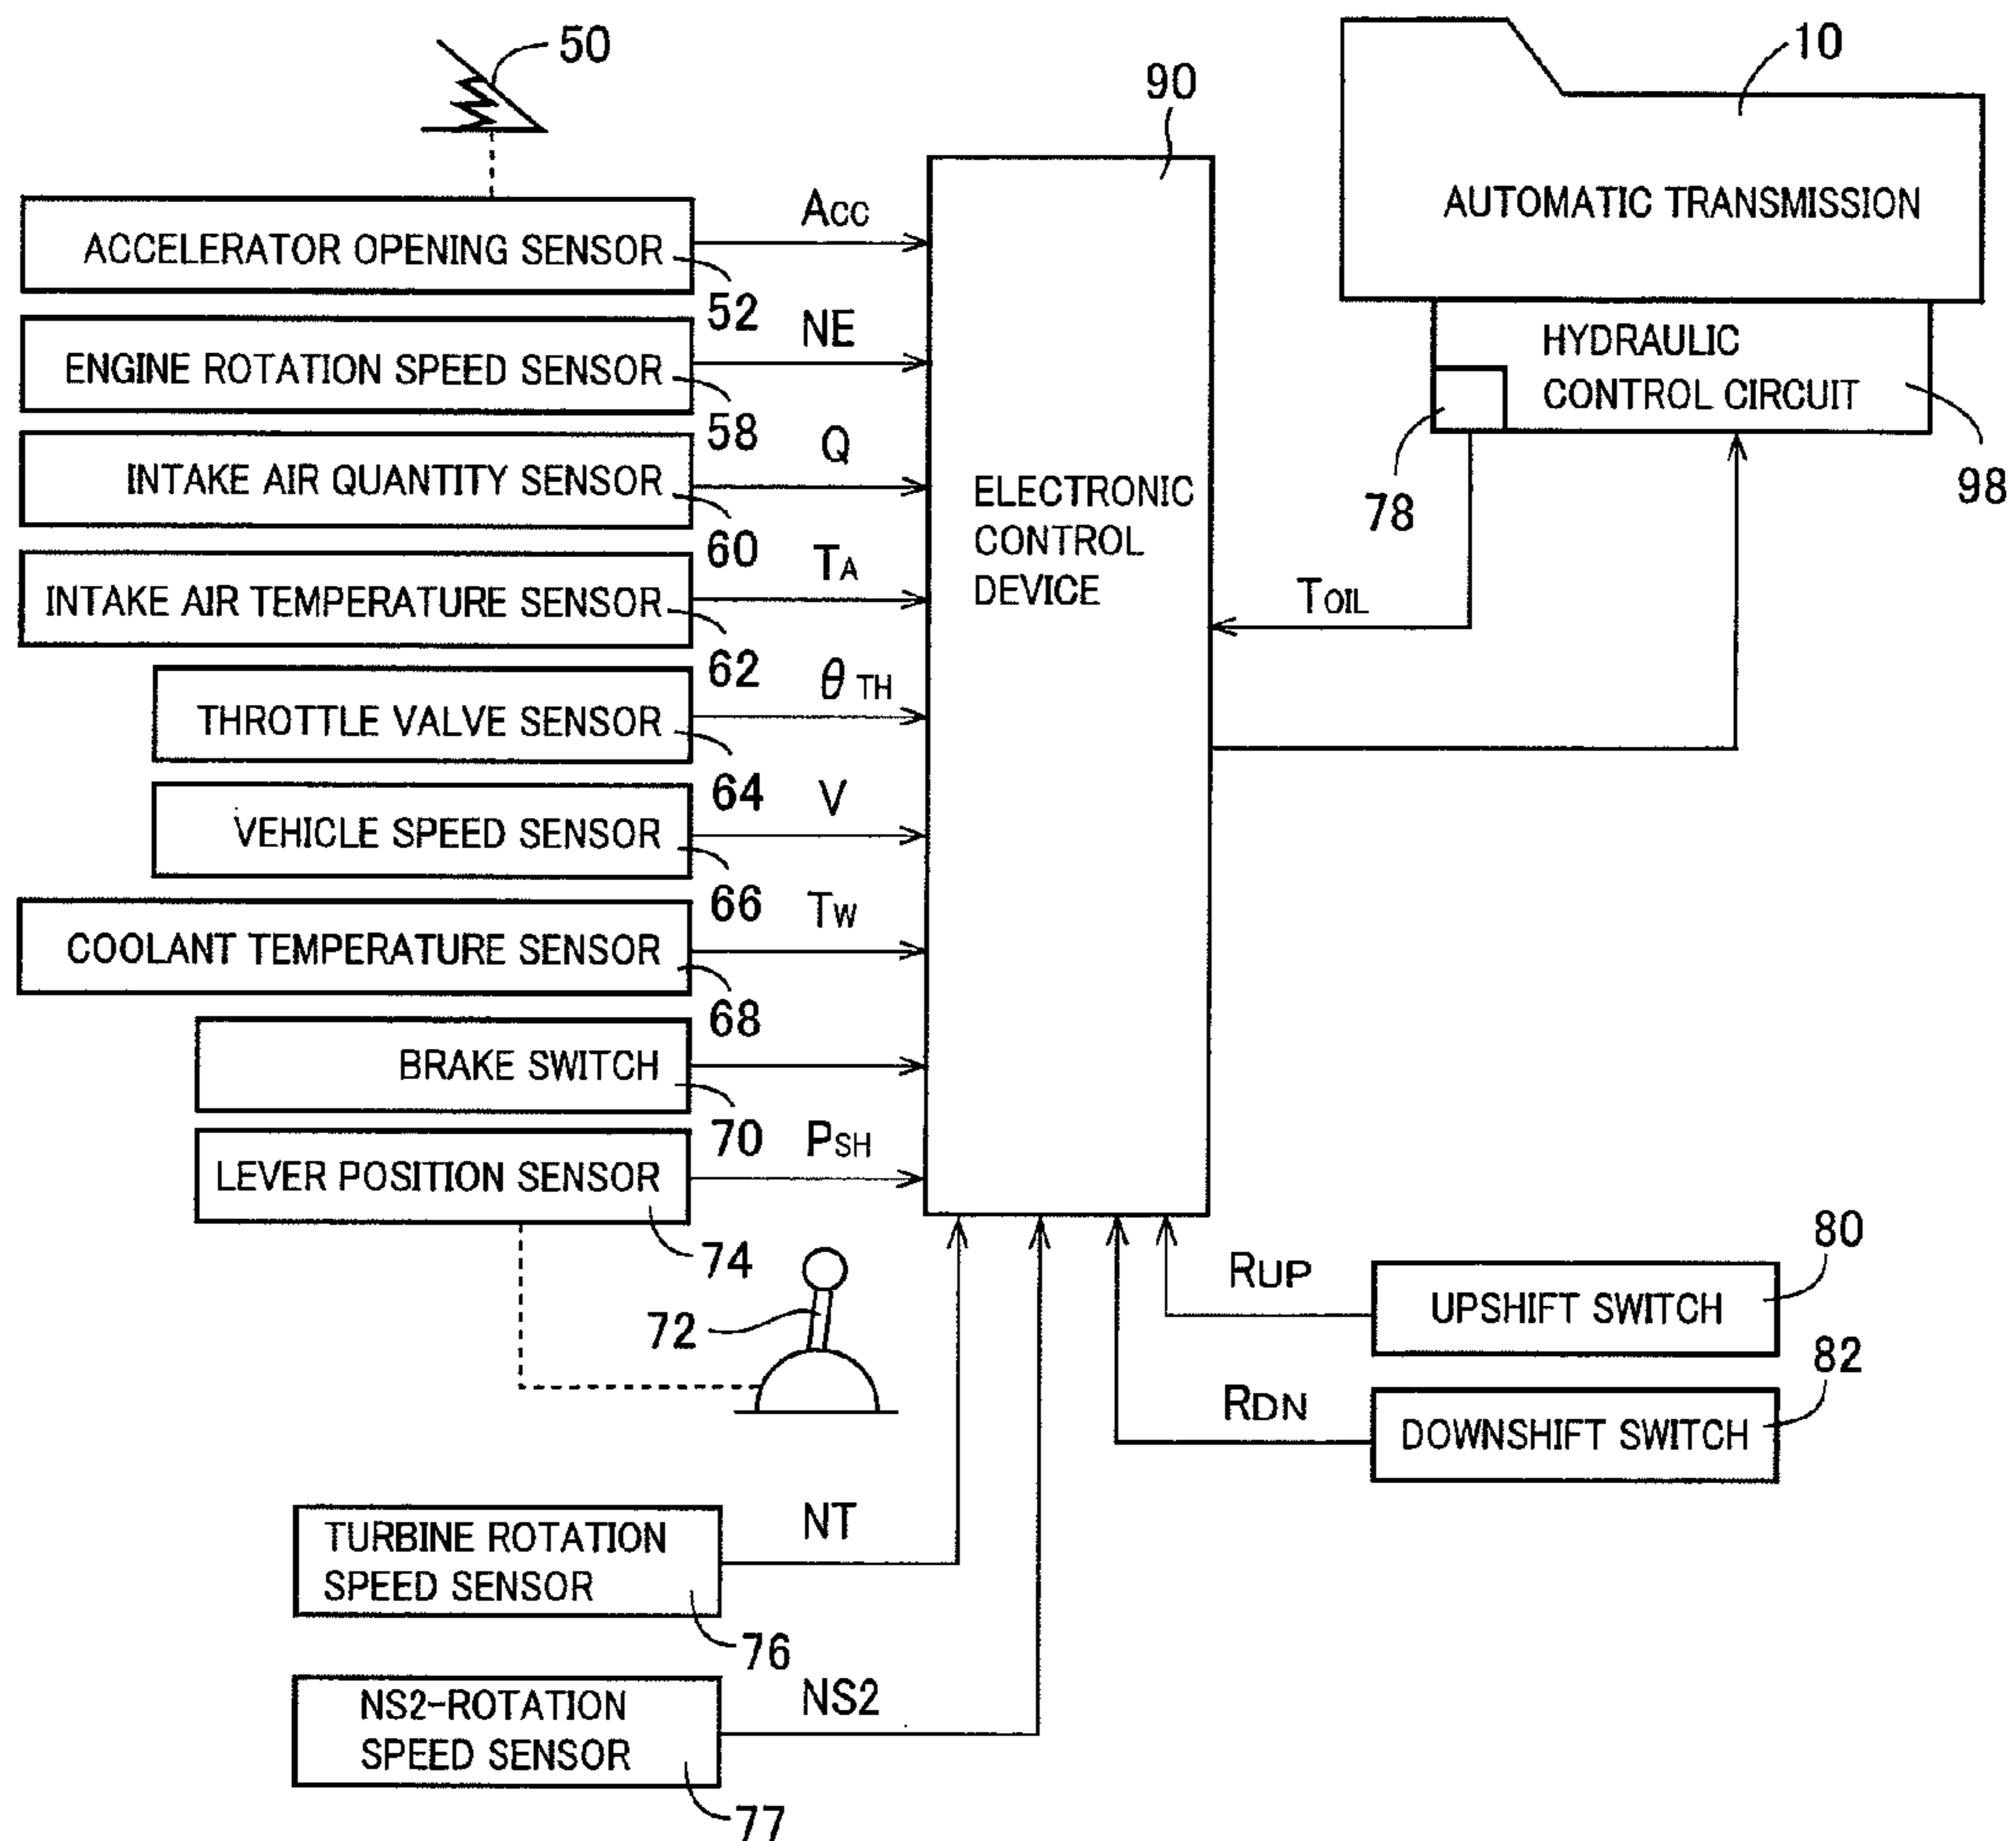 50
10
90
AUTOMATIC TRANSMISSION
ACCELERATOR OPENING SENSOR
ACC
52
ENGINE ROTATION SPEED SENSOR
NE
58
HYDRAULIC
CONTROL CIRCUIT
78
98
INTAKE AIR QUANTITY SENSOR
Q
60
ELECTRONIC
CONTROL
DEVICE
INTAKE AIR TEMPERATURE SENSOR
TA
62
TOIL
THROTTLE VALVE SENSOR
θTH
64
VEHICLE SPEED SENSOR
V
66
COOLANT TEMPERATURE SENSOR
TW
68
BRAKE SWITCH
70
LEVER POSITION SENSOR
PSH
74
72
RUP
UPSHIFT SWITCH
80
RDN
DOWNSHIFT SWITCH
82
TURBINE ROTATION
SPEED SENSOR
NT
76
NS2-ROTATION
SPEED SENSOR
NS2
77